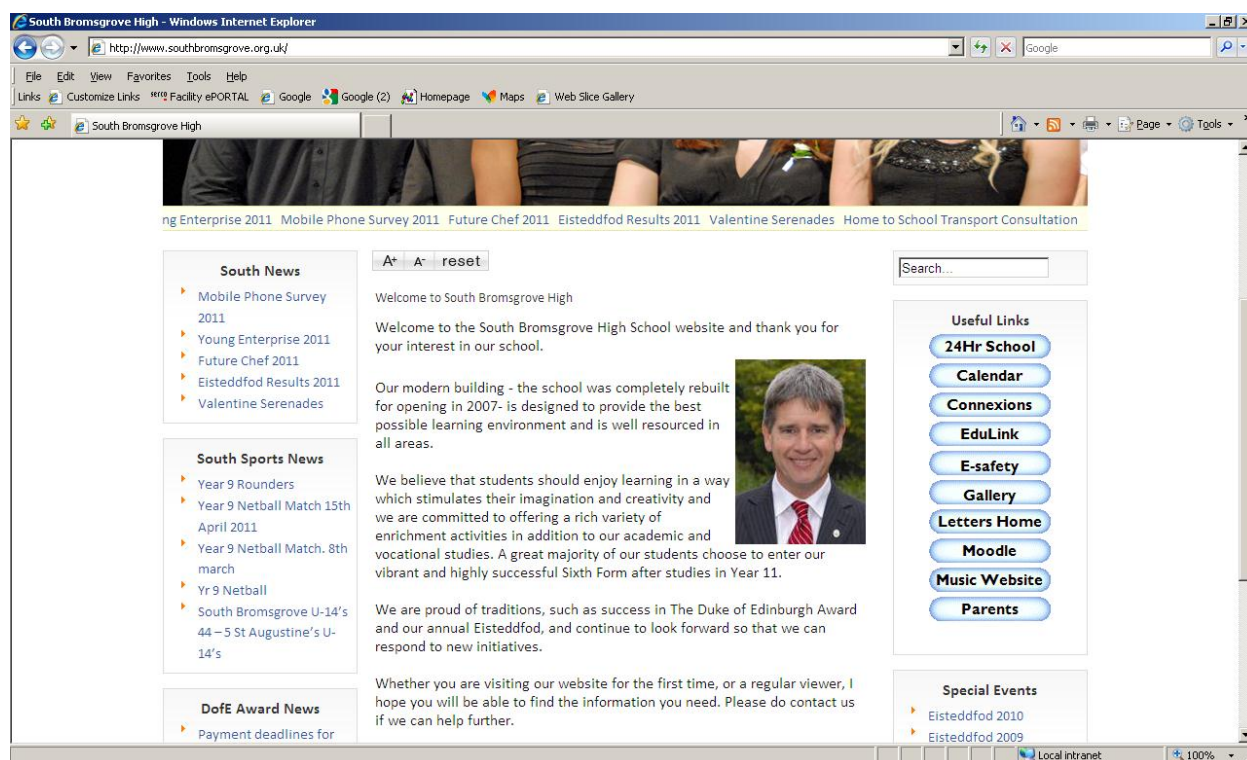 South Bromsgrove High - Windows Internet Explorer
http://www.southbromsgrove.org.uk/
Google
File Edit View Favorites Tools Help
Links Customize Links serco Facility ePORTAL Google Google (2) Homepage Maps Web Slice Gallery
South Bromsgrove High
Page Tools
ng Enterprise 2011 Mobile Phone Survey 2011 Future Chef 2011 Eisteddfod Results 2011 Valentine Serenades Home to School Transport Consultation
South News
Mobile Phone Survey
2011
Young Enterprise 2011
Future Chef 2011
Eisteddfod Results 2011
Valentine Serenades
South Sports News
Year 9 Rounders
Year 9 Netball Match 15th
April 2011
Year 9 Netball Match. 8th
march
Yr 9 Netball
South Bromsgrove U-14's
44 – 5 St Augustine's U-
14's
DofE Award News
Payment deadlines for
A+ A- reset
Welcome to South Bromsgrove High
Welcome to the South Bromsgrove High School website and thank you for
your interest in our school.
Our modern building - the school was completely rebuilt
for opening in 2007- is designed to provide the best
possible learning environment and is well resourced in
all areas.
We believe that students should enjoy learning in a way
which stimulates their imagination and creativity and
we are committed to offering a rich variety of
enrichment activities in addition to our academic and
vocational studies. A great majority of our students choose to enter our
vibrant and highly successful Sixth Form after studies in Year 11.
We are proud of traditions, such as success in The Duke of Edinburgh Award
and our annual Eisteddfod, and continue to look forward so that we can
respond to new initiatives.
Whether you are visiting our website for the first time, or a regular viewer, I
hope you will be able to find the information you need. Please do contact us
if we can help further.
Search...
Useful Links
24Hr School
Calendar
Connexions
EduLink
E-safety
Gallery
Letters Home
Moodle
Music Website
Parents
Special Events
Eisteddfod 2010
Eisteddfod 2009
Local intranet 100%